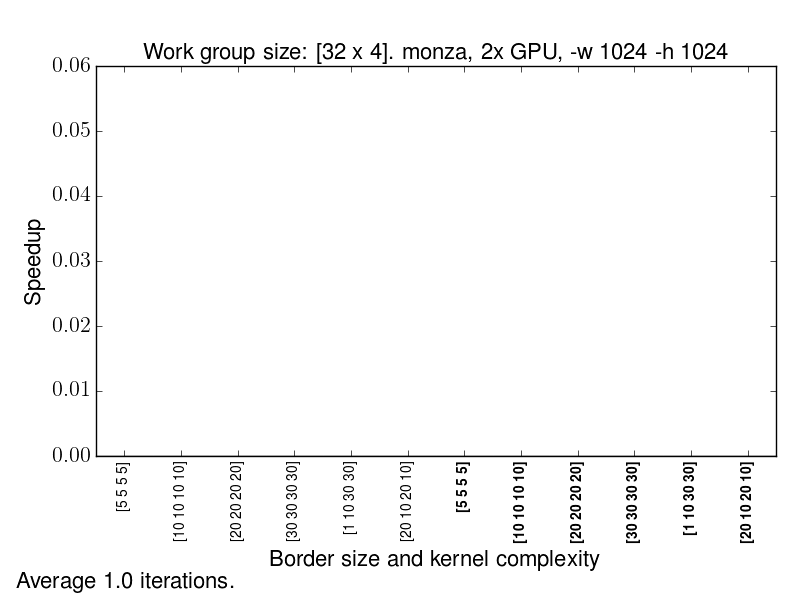 Work group size: [32 x 4]. monza, 2x GPU, -w 1024 -h 1024
0.06
0.05
0.04
0.03
0.02
0.01
0.00
Speedup
[5 5 5 5]
[10 10 10 10]
[20 20 20 20]
[30 30 30 30]
[1 10 30 30]
[20 10 20 10]
[5 5 5 5]
[10 10 10 10]
[20 20 20 20]
[30 30 30 30]
[1 10 30 30]
[20 10 20 10]
Border size and kernel complexity
Average 1.0 iterations.